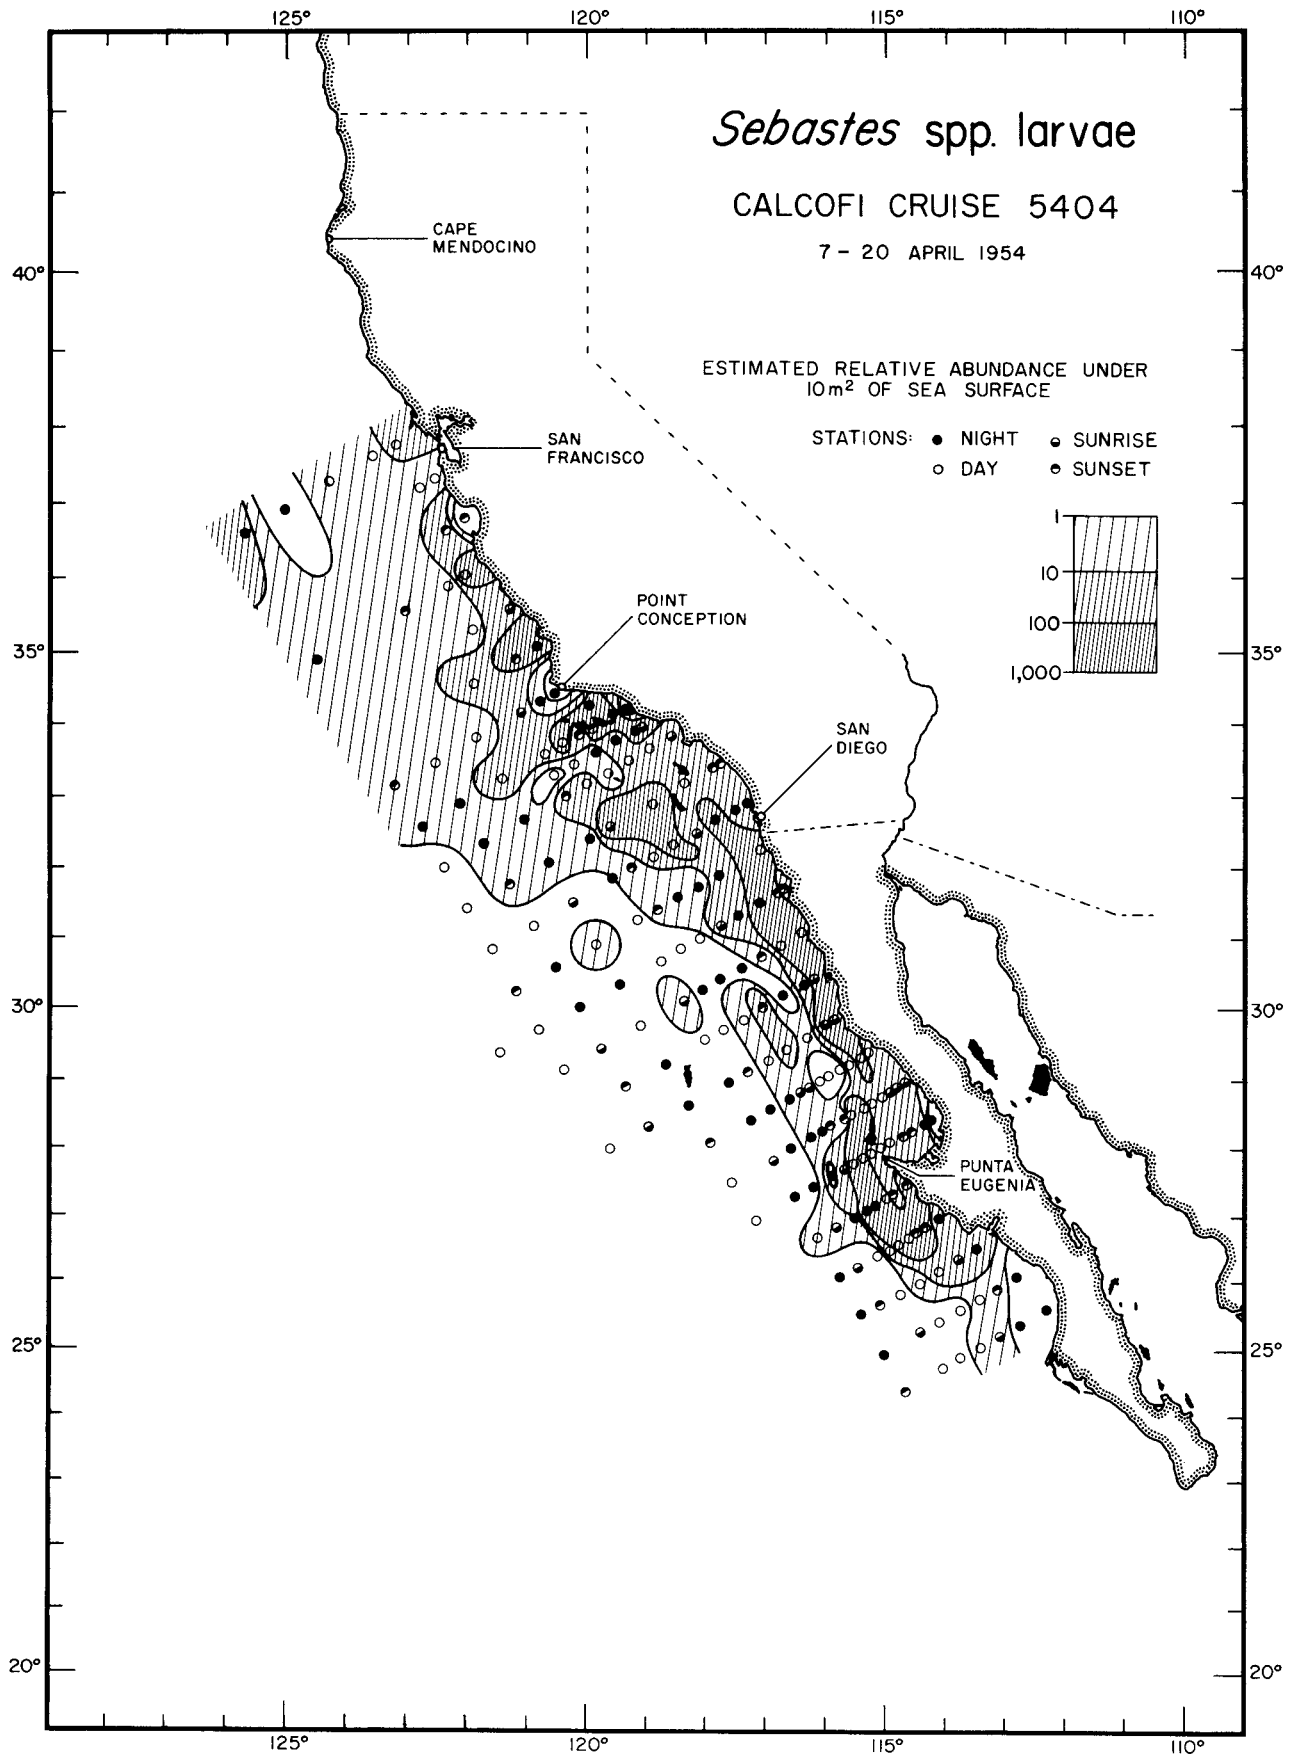 125°
120°
115°
110°
Sebastes spp. larvae
CALCOFI CRUISE 5404
7 – 20 APRIL 1954
CAPE
MENDOCINO
40°
40°
ESTIMATED RELATIVE ABUNDANCE UNDER
10m² OF SEA SURFACE
STATIONS: NIGHT SUNRISE
DAY SUNSET
SAN
FRANCISCO
1
10
100
1,000
POINT
CONCEPTION
35°
35°
SAN
DIEGO
30°
30°
PUNTA
EUGENIA
25°
25°
20°
20°
125°
120°
115°
110°